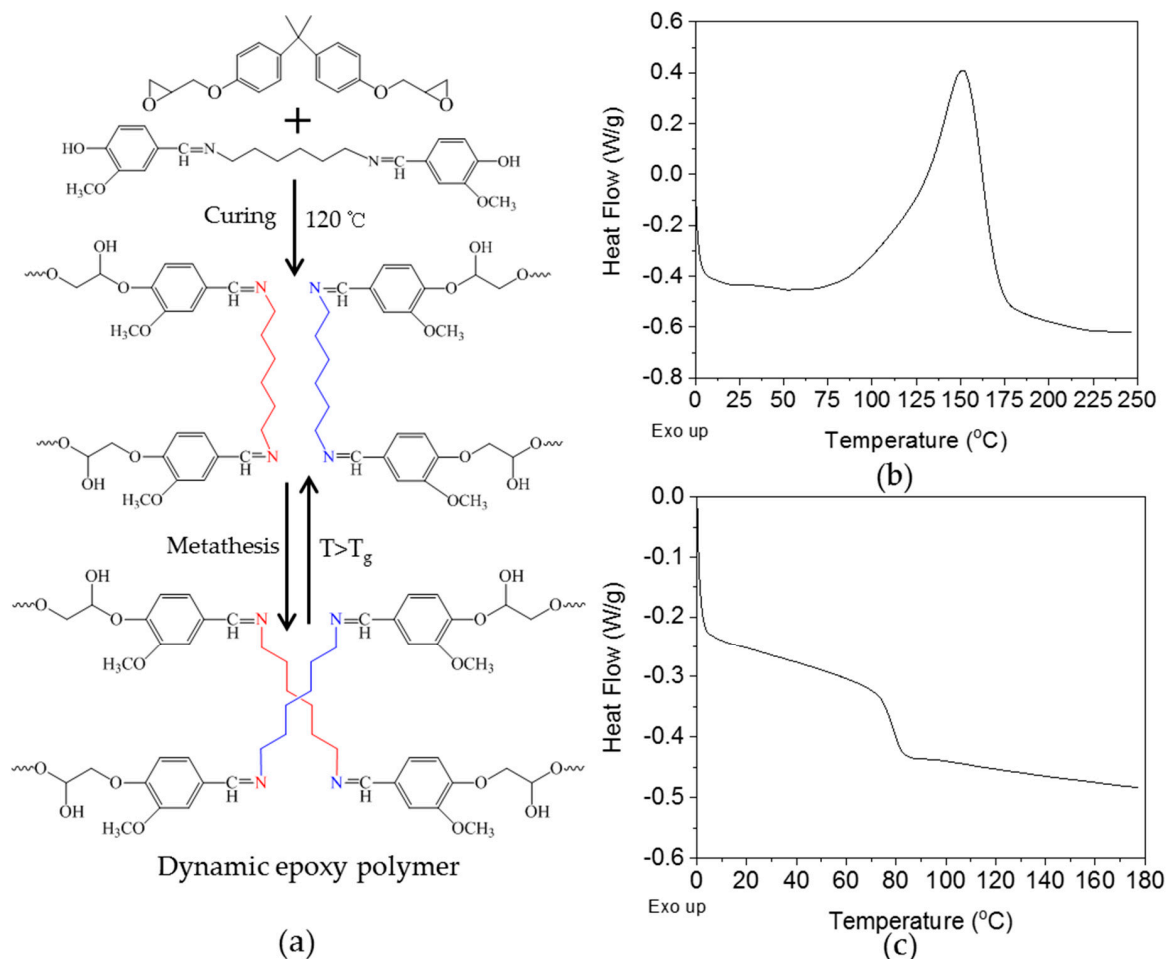 O
O
O
O
+
HO
H₃CO
C=N
H
N=C
H
OH
OCH₃
Curing
120 ℃
OH
O
O
C=N
H
H₃CO
N=C
H
OCH₃
O
OH
O
O
OH
O
C=N
H
H₃CO
N=C
H
OCH₃
O
OH
O
Metathesis
T>Tg
OH
O
O
C=N
H
H₃CO
N=C
H
OCH₃
O
OH
O
O
OH
O
C=N
H
H₃CO
N=C
H
OCH₃
O
OH
O
Dynamic epoxy polymer
(a)
Heat Flow (W/g)
0.4
0.2
0.0
-0.2
-0.4
-0.6
-0.8
0 25 50 75 100 125 150 175 200 225 250
Exo up
Temperature (°C)
(b)
Heat Flow (W/g)
0.0
-0.1
-0.2
-0.3
-0.4
-0.5
-0.6
0 20 40 60 80 100 120 140 160 180
Exo up
Temperature (°C)
(c)